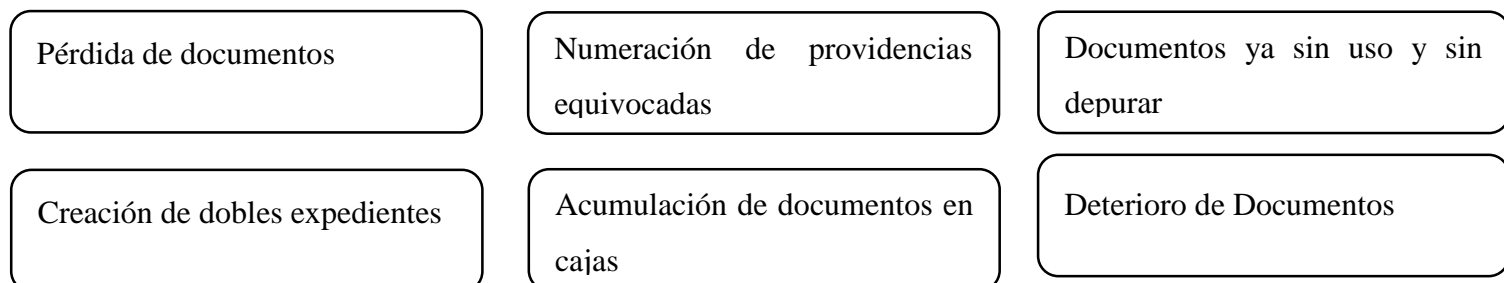 Pérdida de documentos
Numeración de providencias
equivocadas
Documentos ya sin uso y sin
depurar
Creación de dobles expedientes
Acumulación de documentos en
cajas
Deterioro de Documentos